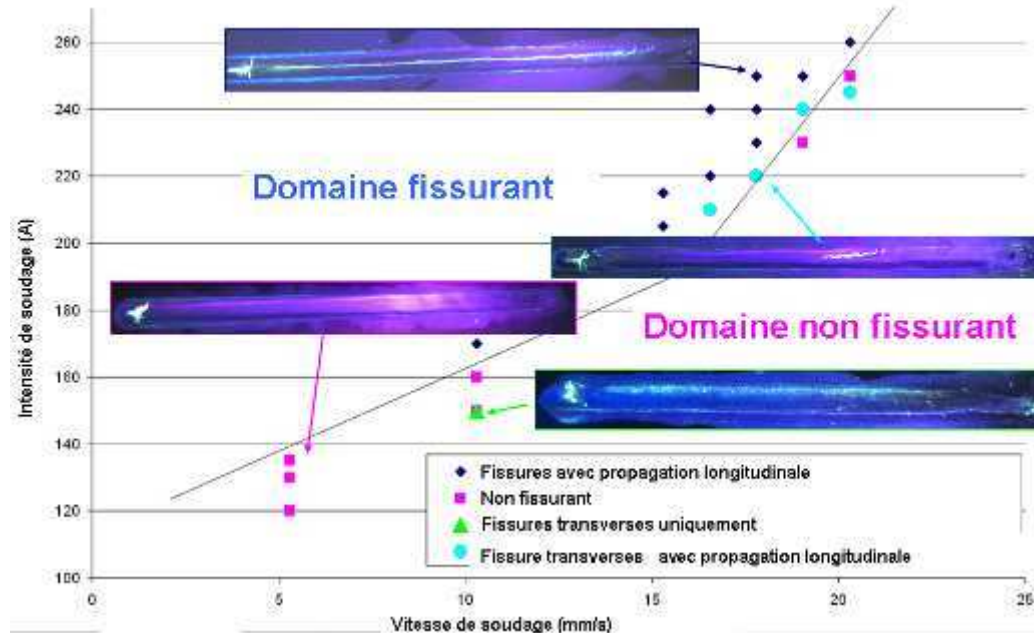 260
240
220
200
180
160
140
120
100
Intensité de soudage (A)
Domaine fissurant
Domaine non fissurant
Fissures avec propagation longitudinale
Non fissurant
Fissures transverses uniquement
Fissure transverses avec propagation longitudinale
0 5 10 15 20 25
Vitesse de soudage (mm/s)